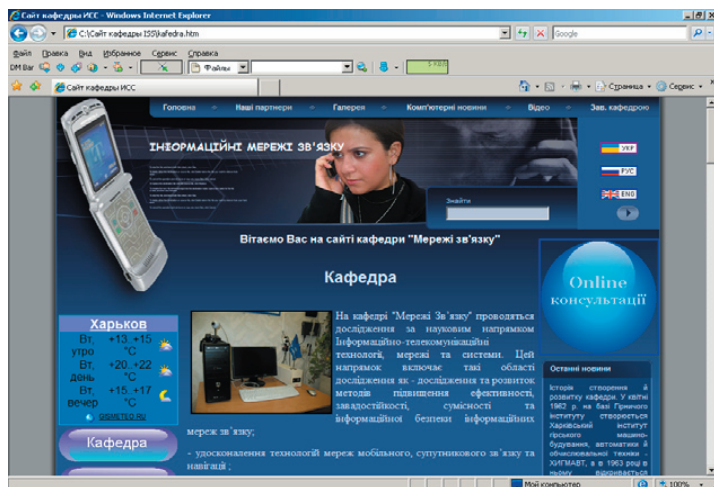 Сайт кафедры ИСС - Windows Internet Explorer
C:\Сайт кафедры ISS\kafedra.htm
Google
Файл Правка Вид Избранное Сервис Справка
DM Bar
Файлы
Сайт кафедры ИСС
Страница
Сервис
Головна
Наші партнери
Галерея
Комп'ютерні новини
Відео
Зав. кафедрою
ІНФОРМАЦІЙНІ МЕРЕЖІ ЗВ'ЯЗКУ
УКР
РУС
ENG
Знайти
Вітаємо Вас на сайті кафедри "Мережі зв'язку"
Кафедра
Online
консультації
Харьков
Вт, утро +13..+15 °C
Вт, день +20..+22 °C
Вт, вечер +15..+17 °C
GISMETEO.RU
Кафедра
На кафедрі "Мережі Зв'язку" проводяться
дослідження за науковим напрямком
Інформаційно-телекомунікаційні
технології, мережі та системи. Цей
напрямок включає такі області
дослідження як - дослідження та розвиток
методів підвищення ефективності,
завадостійкості, сумісності та
інформаційної безпеки інформаційних
мереж зв'язку;
- удосконалення технологій мереж мобільного, супутникового зв'язку та
навігації ;
Останні новини
Історія створення й
розвитку кафедри. У квітні
1962 р. на базі Гірничого
інституту створюється
Харківський інститут
гірського машино-
будування, автоматики й
обчислювальної техніки -
ХИГМАВТ, а в 1963 році в
ньому відкривається
Мой компьютер
100%